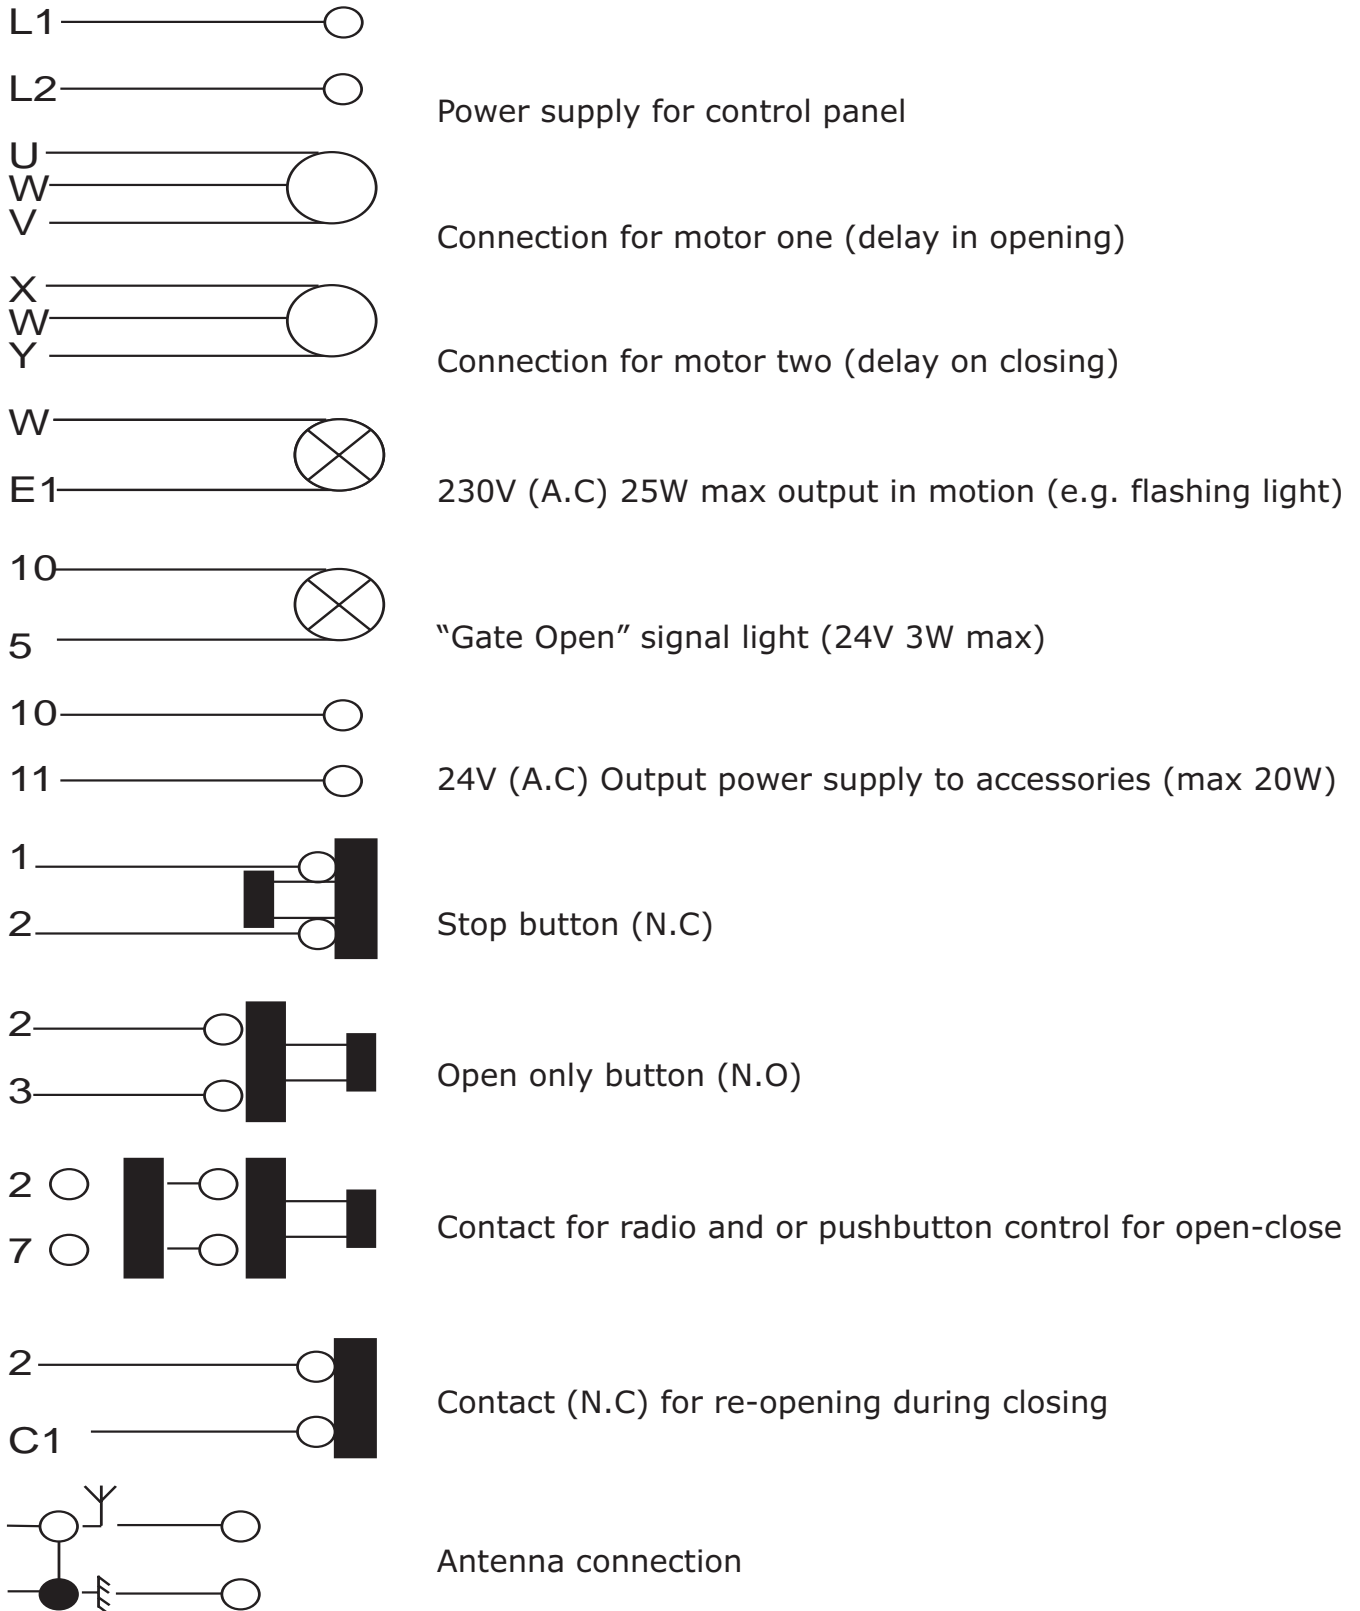 L1
L2
Power supply for control panel
U
W
V
Connection for motor one (delay in opening)
X
W
Y
Connection for motor two (delay on closing)
W
E1
230V (A.C) 25W max output in motion (e.g. flashing light)
10
5
“Gate Open” signal light (24V 3W max)
10
11
24V (A.C) Output power supply to accessories (max 20W)
1
2
Stop button (N.C)
2
3
Open only button (N.O)
2
7
Contact for radio and or pushbutton control for open-close
2
C1
Contact (N.C) for re-opening during closing
Antenna connection